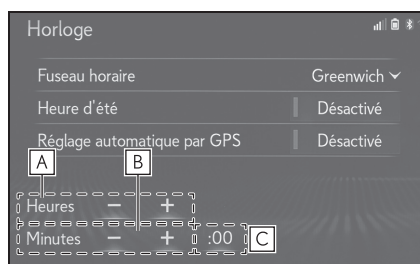 Horloge
Fuseau horaire Greenwich
Heure d'été Désactivé
Réglage automatique par GPS Désactivé
A B
Heures − +
Minutes − + :00 C